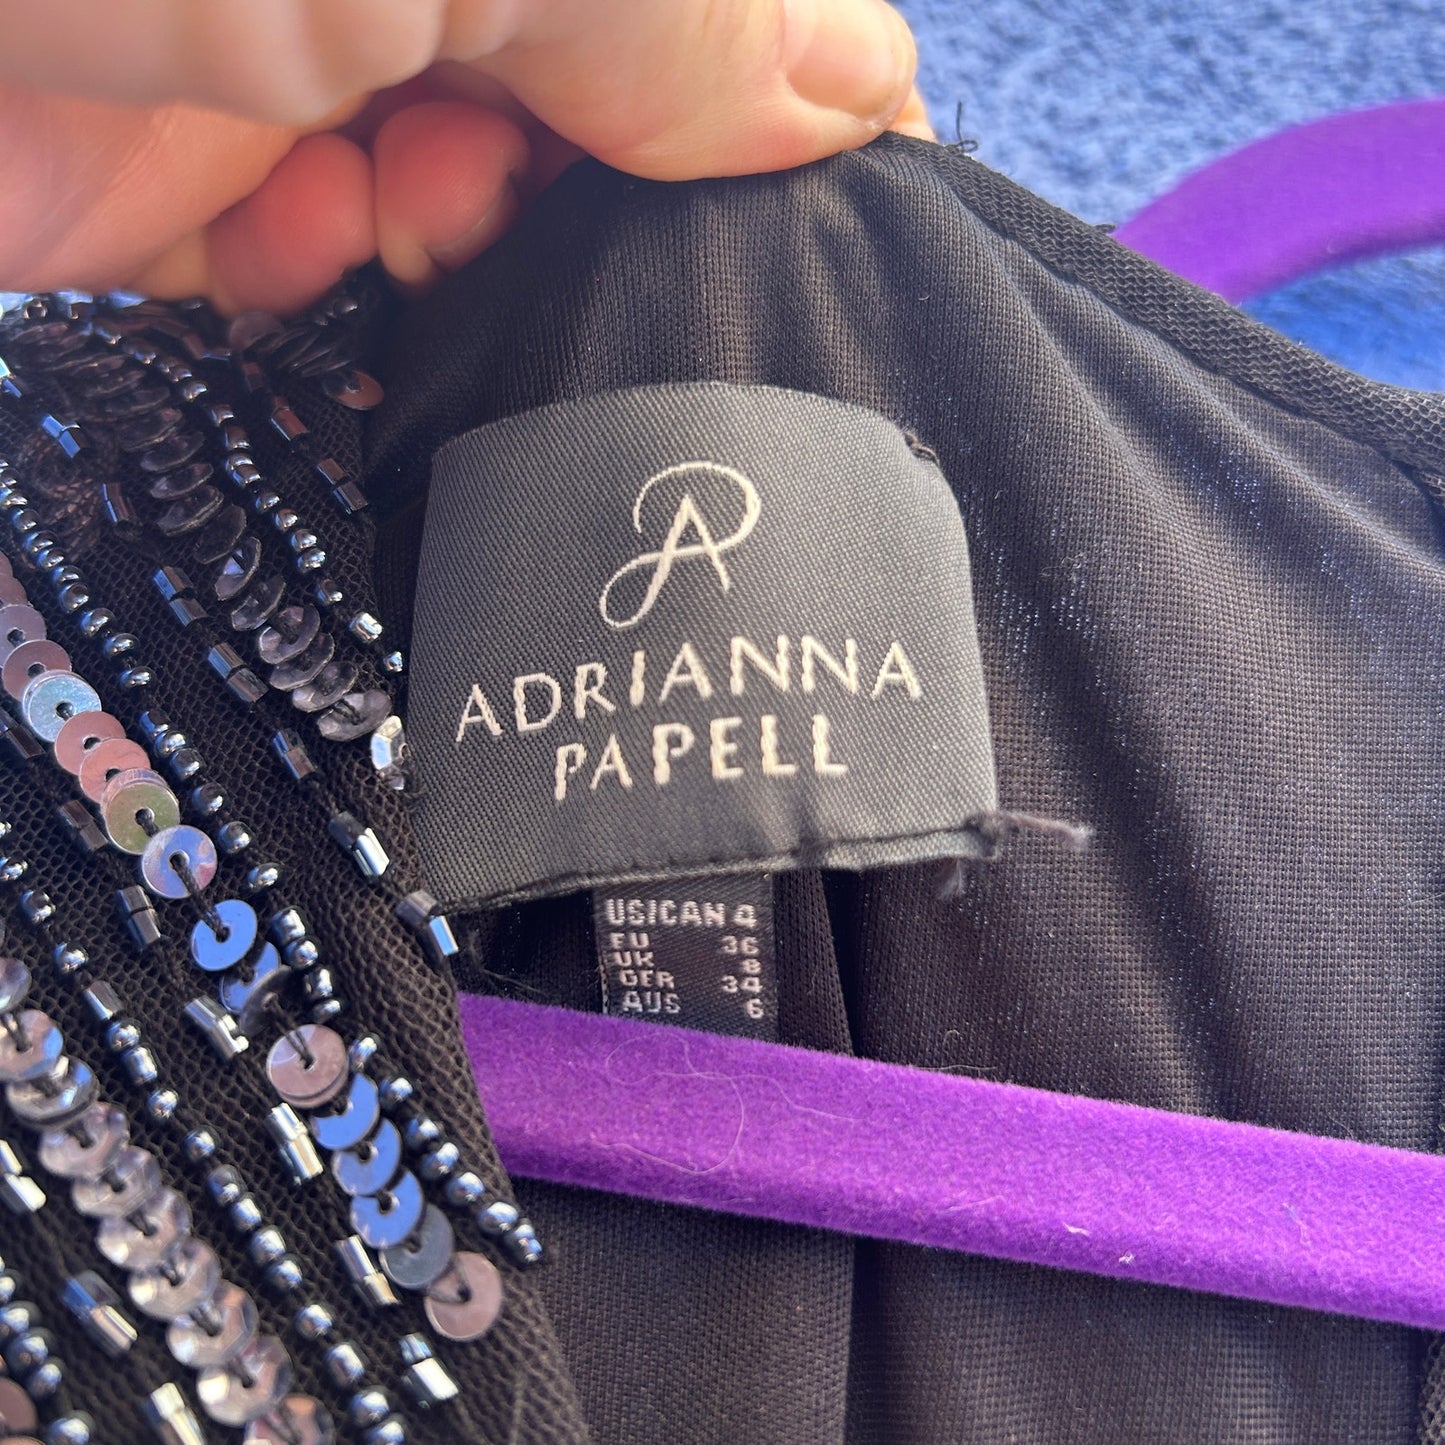 AP
ADRIANNA
PAPELL
US/CAN 4
EU 36
UK 8
GER 34
AUS 6